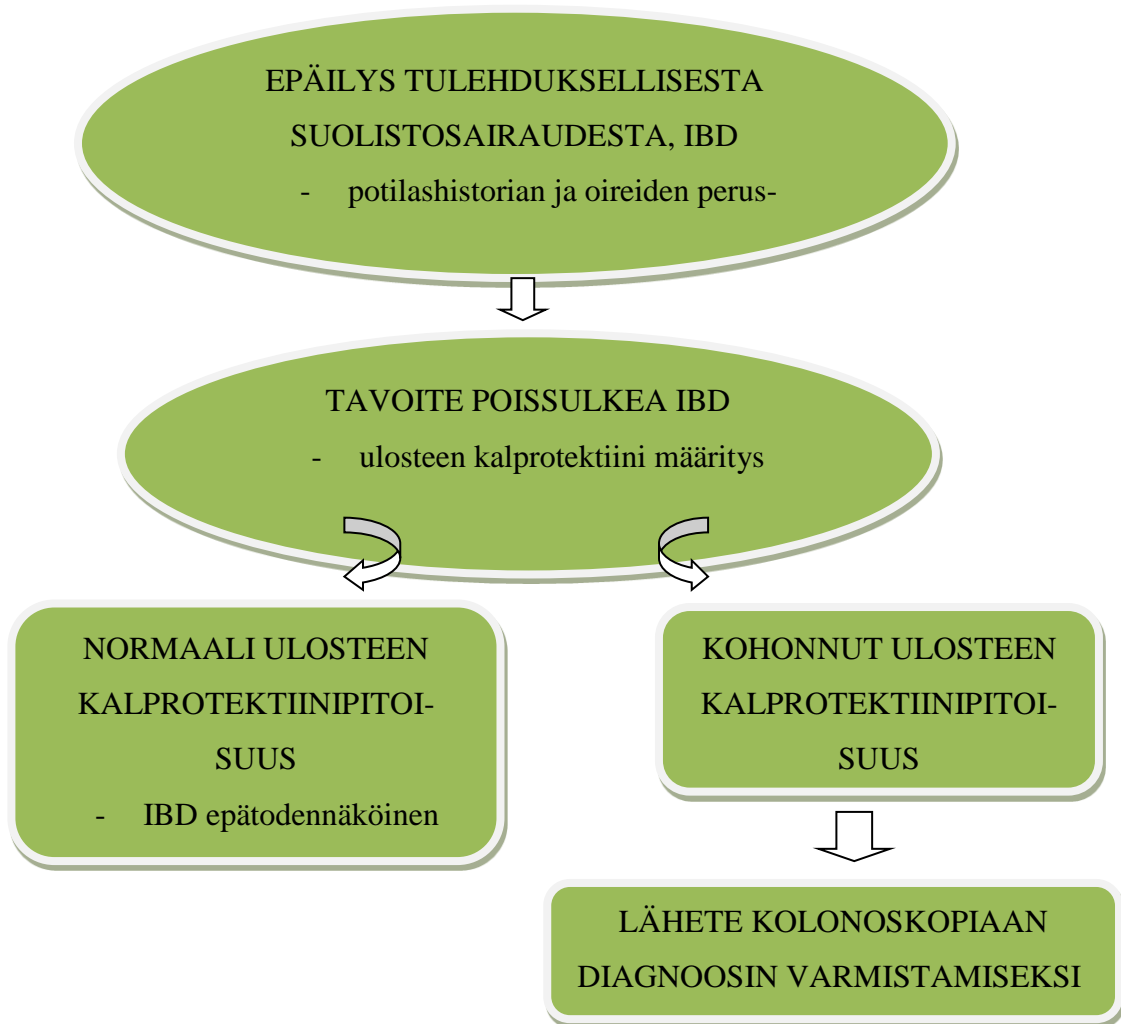 EPÄILYS TULEHDUKSELLISESTA
SUOLISTOSAIRAUDESTA, IBD
- potilashistorian ja oireiden perus-
TAVOITE POISSULKEA IBD
- ulosteen kalprotektiini määritys
NORMAALI ULOSTEEN
KALPROTEKTIINIPITOI-
SUUS
- IBD epätodennäköinen
KOHONNUT ULOSTEEN
KALPROTEKTIINIPITOI-
SUUS
LÄHETE KOLONOSKOPIAAN
DIAGNOOSIN VARMISTAMISEKSI